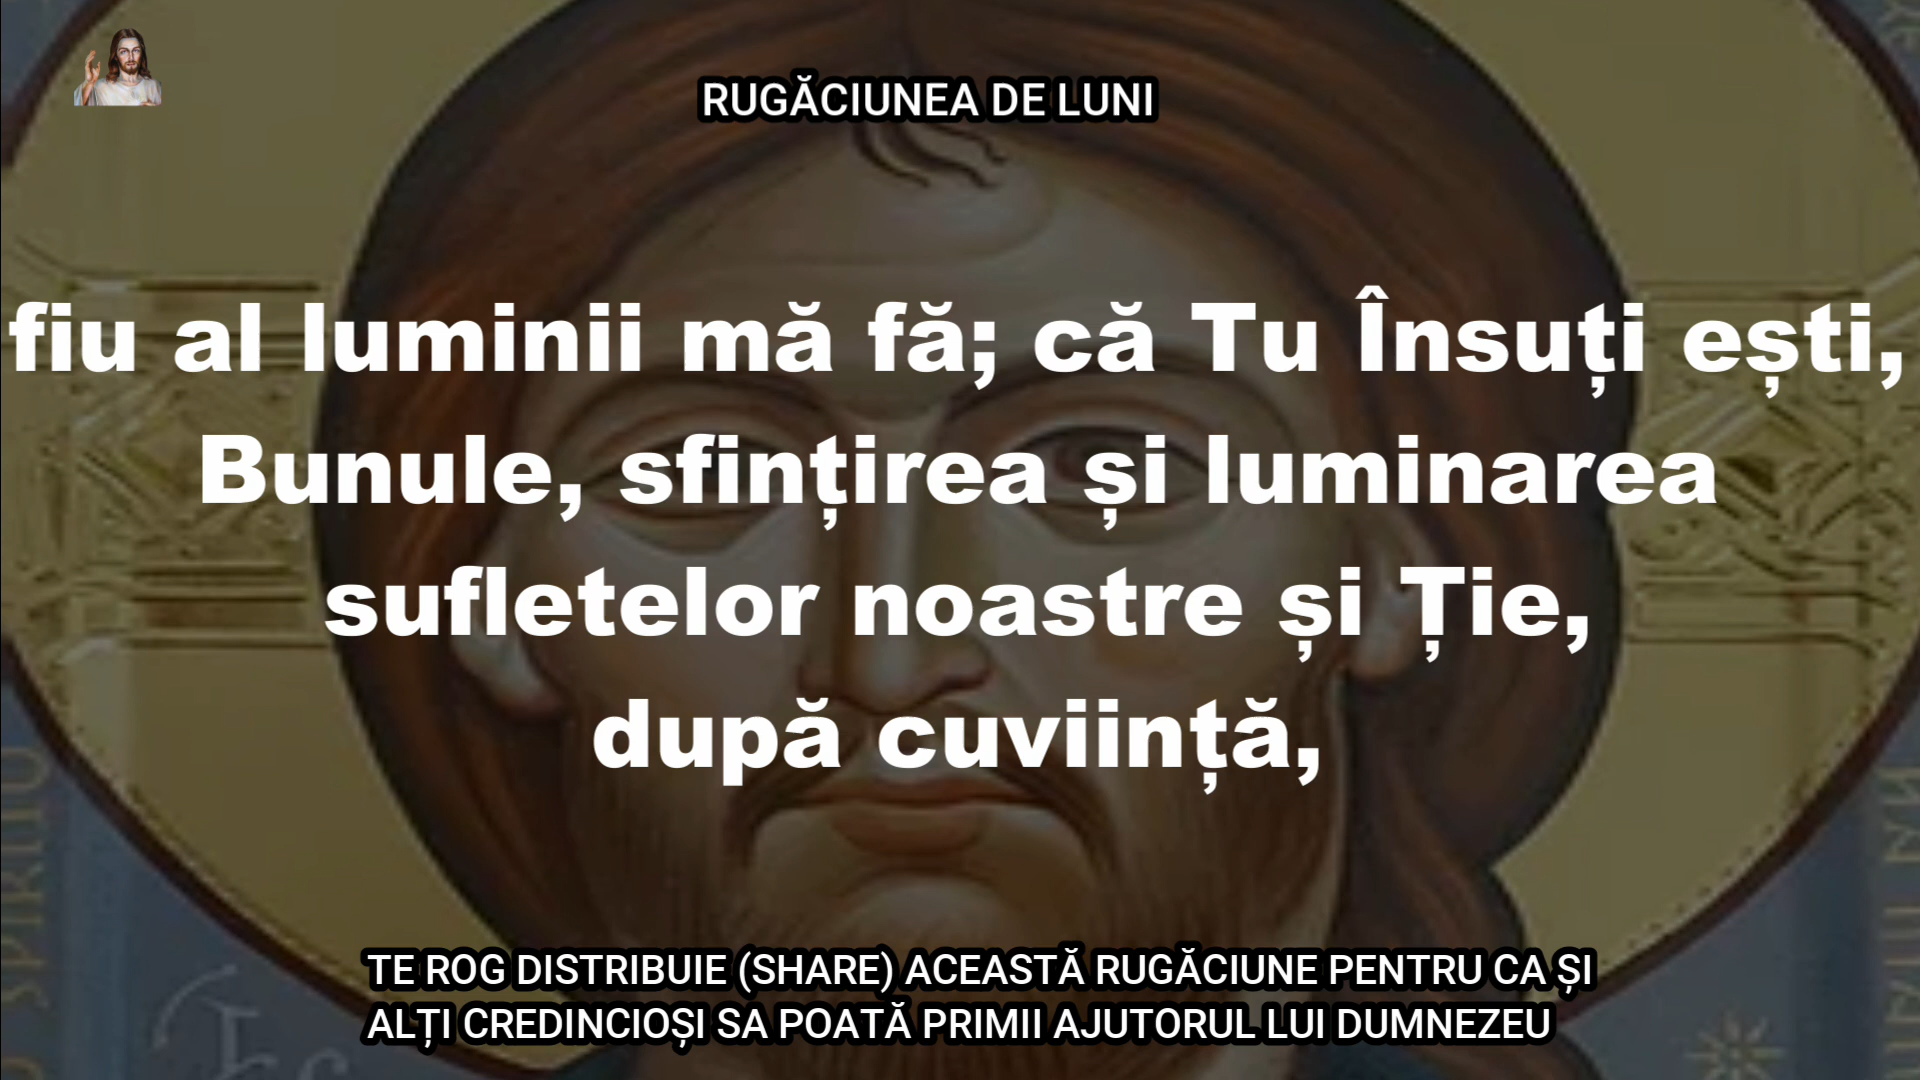 RUGĂCIUNEA DE LUNI
fiu al luminii mă fă; că Tu Însuți ești,
Bunule, sfințirea și luminarea
sufletelor noastre și Ție,
după cuviință,
TE ROG DISTRIBUIE (SHARE) ACEASTĂ RUGĂCIUNE PENTRU CA ȘI
ALȚI CREDINCIOȘI SA POATĂ PRIMII AJUTORUL LUI DUMNEZEU